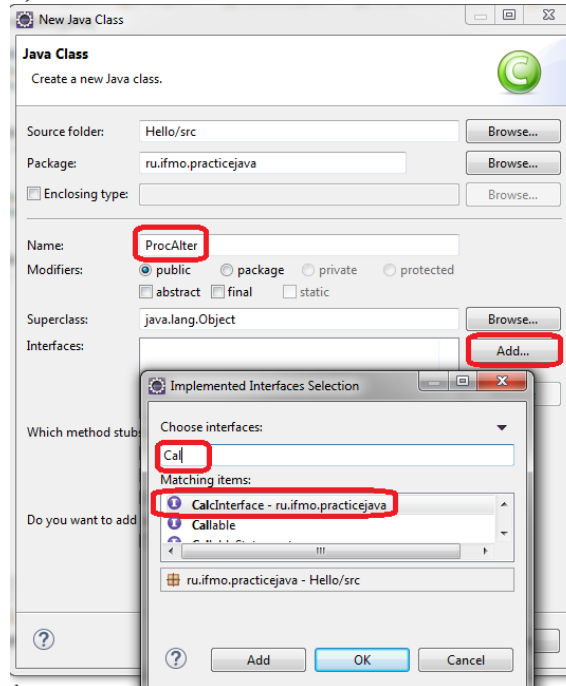 New Java Class
Java Class
Create a new Java class.
C
Source folder: Hello/src Browse...
Package: ru.ifmo.practicejava Browse...
Enclosing type: Browse...
Name: ProcAlter
Modifiers: public package private protected
abstract final static
Superclass: java.lang.Object Browse...
Interfaces: Add...
Implemented Interfaces Selection
Choose interfaces:
Which method stub
Cal
Matching items:
CalcInterface - ru.ifmo.practicejava
Do you want to add
Callable
ru.ifmo.practicejava - Hello/src
? ? Add OK Cancel